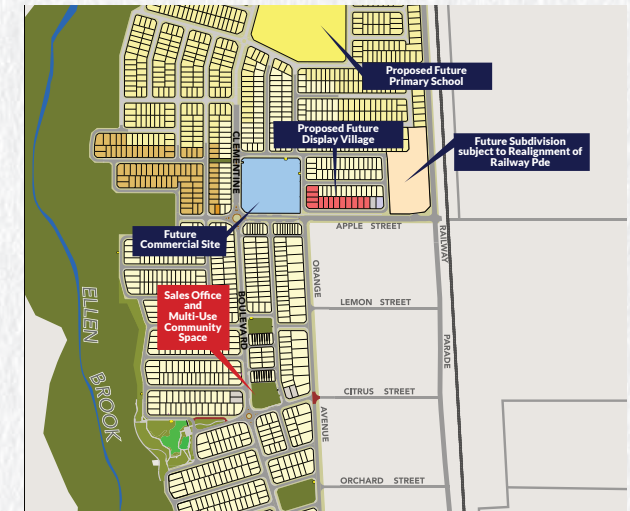 Proposed Future
Primary School
Proposed Future
Display Village
Future Subdivision
subject to Realignment of
Railway Pde
CLEMENTINE
Future
Commercial Site
APPLE STREET
RAILWAY
ORANGE
Sales Office
and
Multi-Use
Community
Space
BOULEVARD
ELLEN
LEMON STREET
PARADE
BROOK
CITRUS STREET
AVENUE
ORCHARD STREET